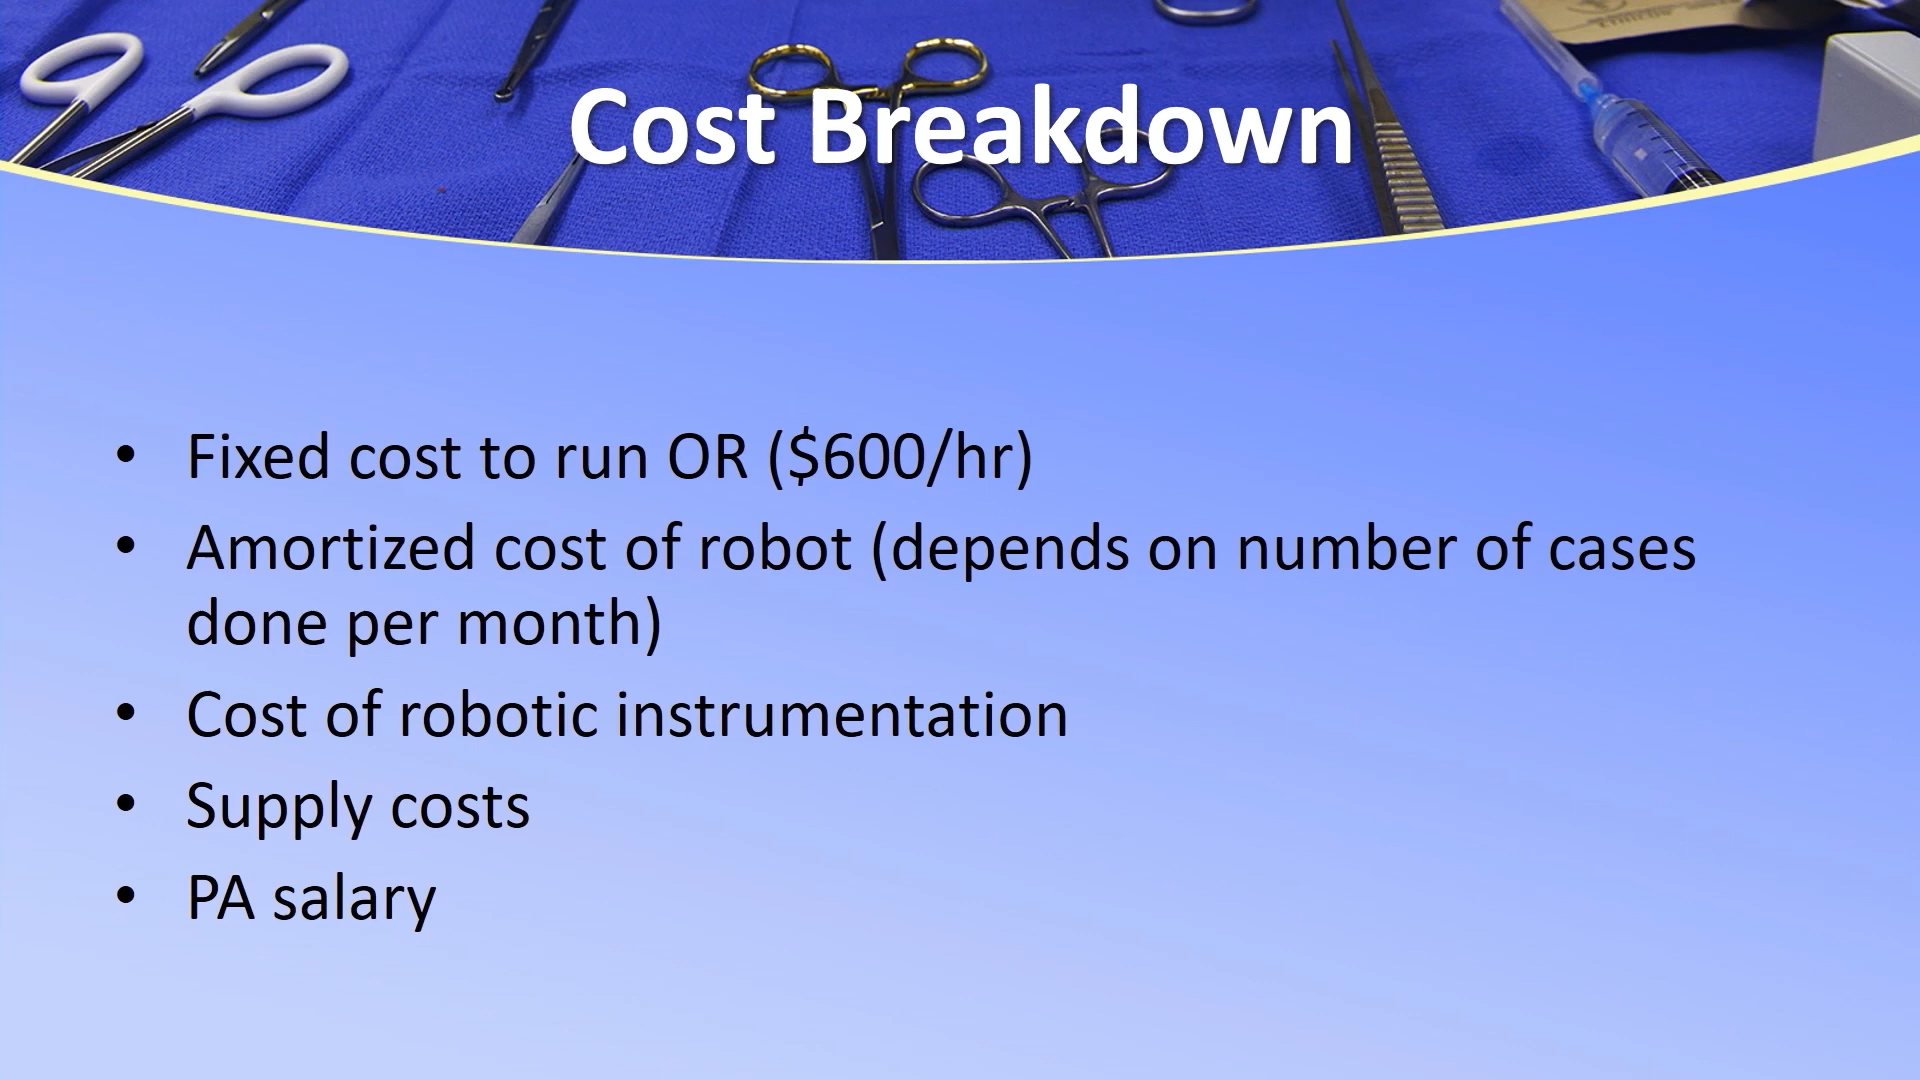 Cost Breakdown
• Fixed cost to run OR ($600/hr)
• Amortized cost of robot (depends on number of cases
done per month)
• Cost of robotic instrumentation
• Supply costs
• PA salary